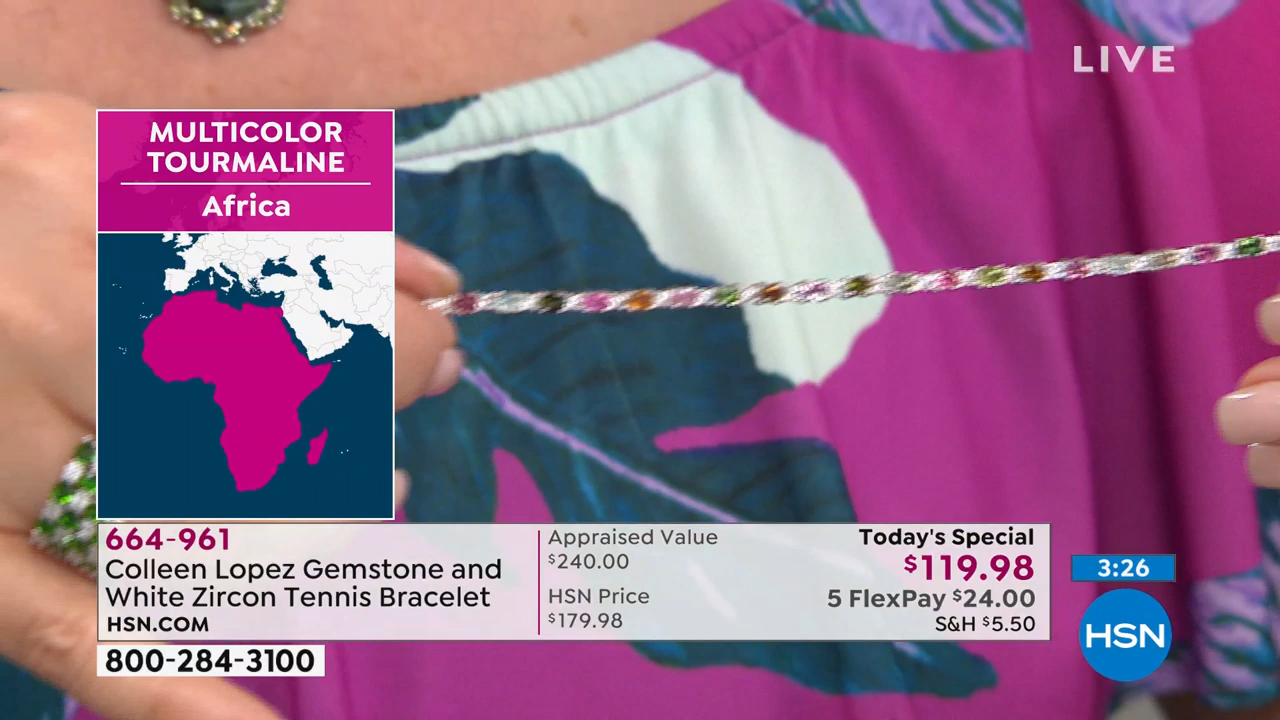 LIVE
MULTICOLOR
TOURMALINE
Africa
664-961
Colleen Lopez Gemstone and
White Zircon Tennis Bracelet
HSN.COM
Appraised Value
$240.00
HSN Price
$179.98
Today's Special
$119.98
5 FlexPay $24.00
S&H $5.50
3:26
HSN
800-284-3100